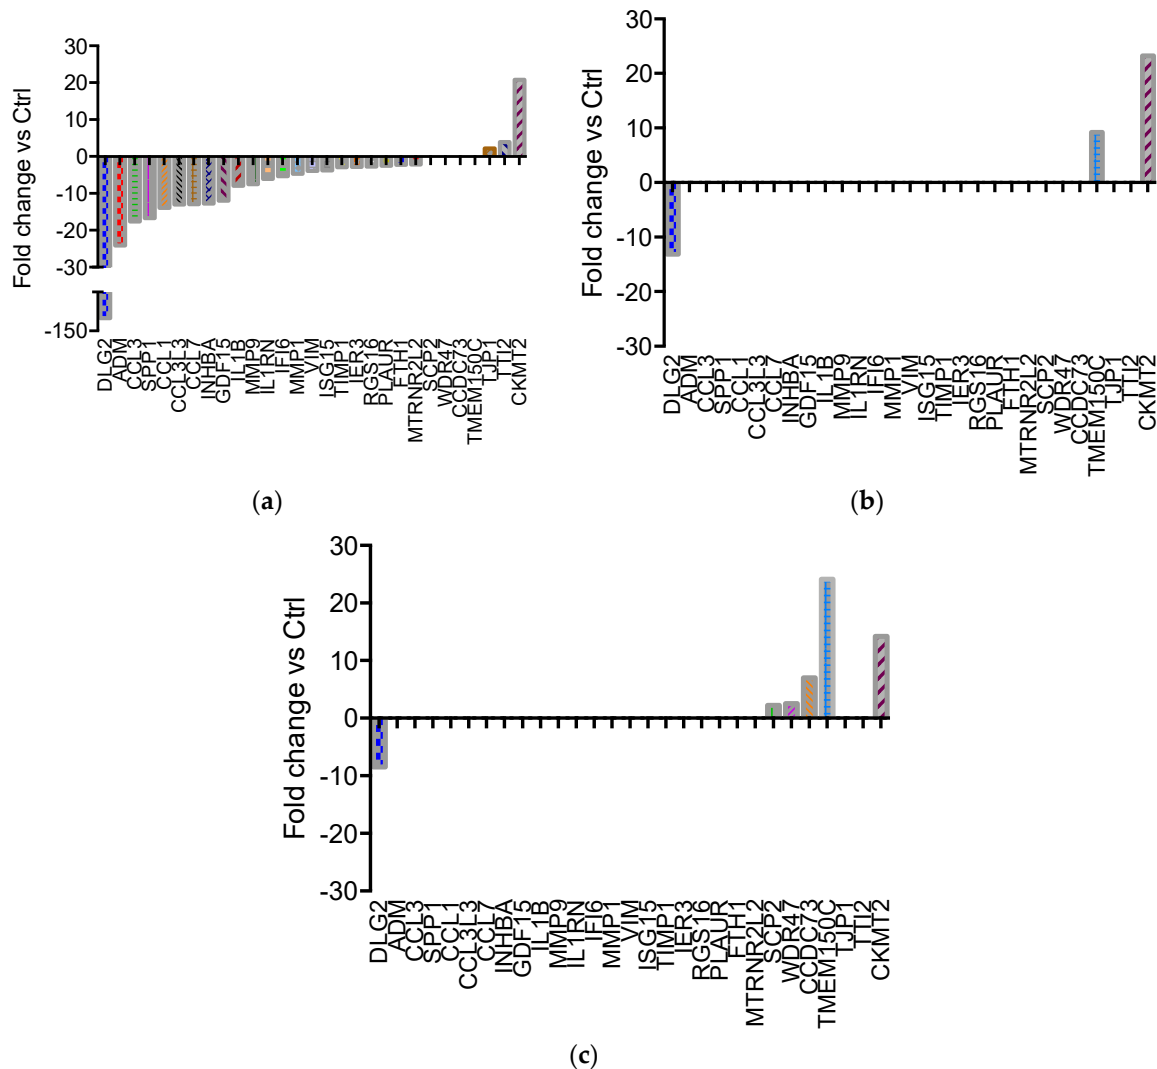 Fold change vs Ctrl
30
20
10
0
-10
-20
-30
-150
DLG2
ADM
CCL3
SPP1
CCL1
CCL3L3
CCL7
INHBA
GDF15
IL1B
MMP9
IL1RN
IFI6
MMP1
VIM
ISG15
TIMP1
IER3
RGS16
PLAUR
FTH1
MTRNR2L2
SCP2
WDR47
CCDC73
TMEM150C
TJP1
TTI2
CKMT2
(a)
Fold change vs Ctrl
30
20
10
0
-10
-20
-30
DLG2
ADM
CCL3
SPP1
CCL1
CCL3L3
CCL7
INHBA
GDF15
IL1B
MMP9
IL1RN
IFI6
MMP1
VIM
ISG15
TIMP1
IER3
RGS16
PLAUR
FTH1
MTRNR2L2
SCP2
WDR47
CCDC73
TMEM150C
TJP1
TTI2
CKMT2
(b)
Fold change vs Ctrl
30
20
10
0
-10
-20
-30
DLG2
ADM
CCL3
SPP1
CCL1
CCL3L3
CCL7
INHBA
GDF15
IL1B
MMP9
IL1RN
IFI6
MMP1
VIM
ISG15
TIMP1
IER3
RGS16
PLAUR
FTH1
MTRNR2L2
SCP2
WDR47
CCDC73
TMEM150C
TJP1
TTI2
CKMT2
(c)